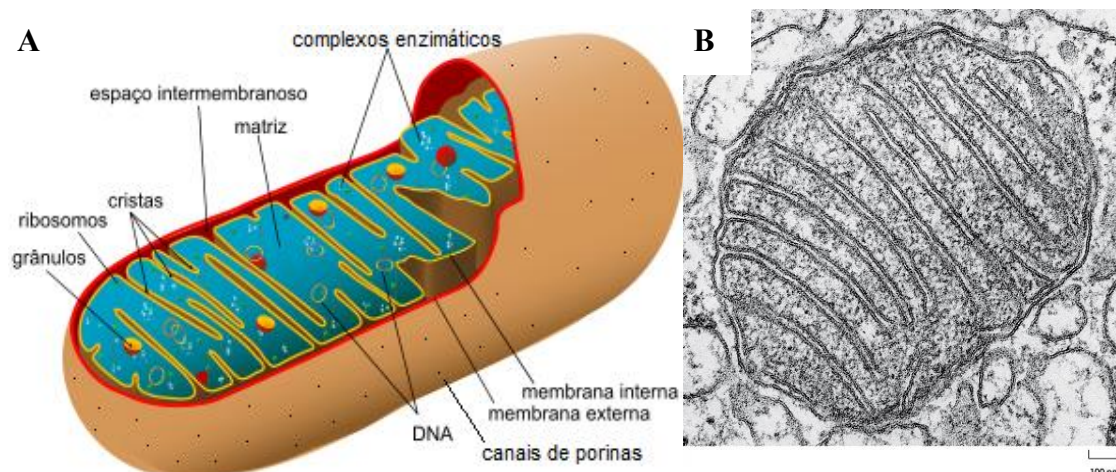 A
complexos enzimáticos
B
espaço intermembranoso
matriz
cristas
ribosomos
grânulos
membrana interna
membrana externa
DNA
canais de porinas